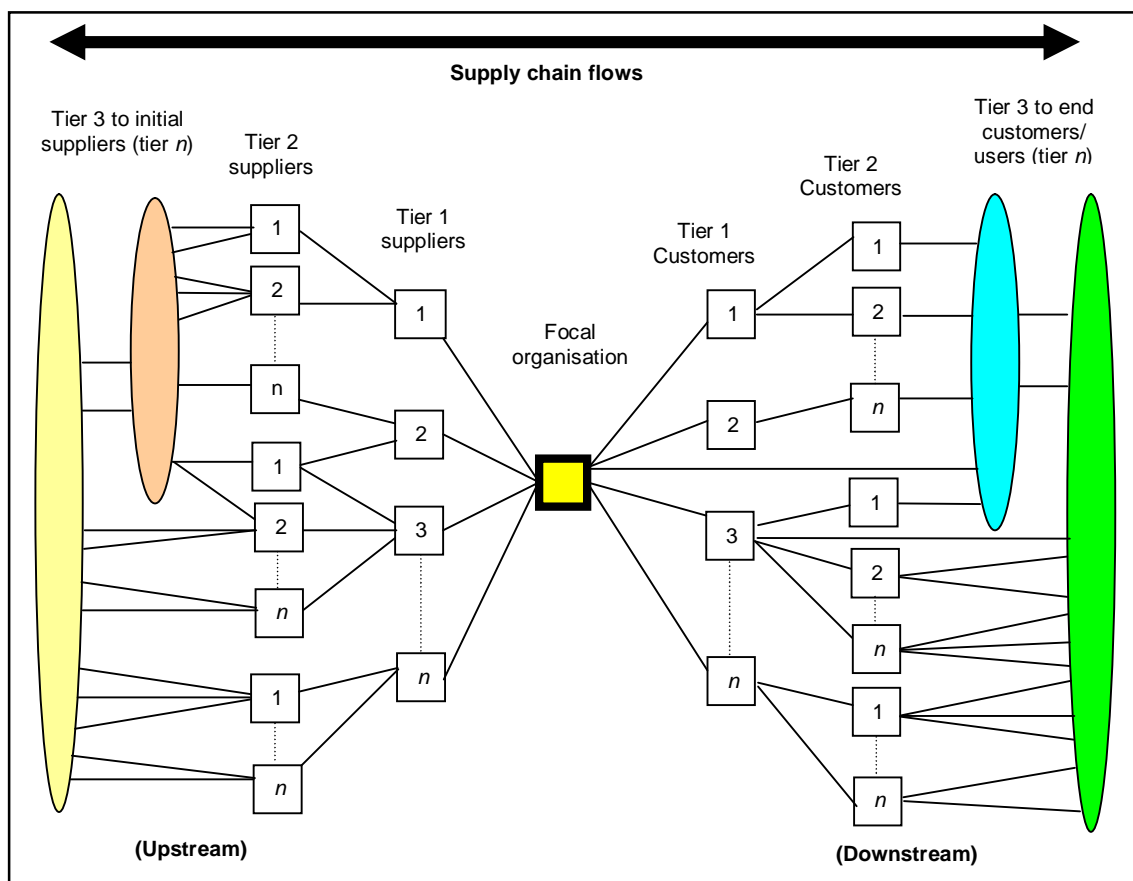 Supply chain flows
Tier 3 to initial
suppliers (tier n)
Tier 2
suppliers
Tier 1
suppliers
Focal
organisation
Tier 1
Customers
Tier 2
Customers
Tier 3 to end
customers/
users (tier n)
1
2
n
1
2
n
1
n
1
2
3
n
1
2
3
n
1
2
n
1
2
n
1
n
(Upstream)
(Downstream)